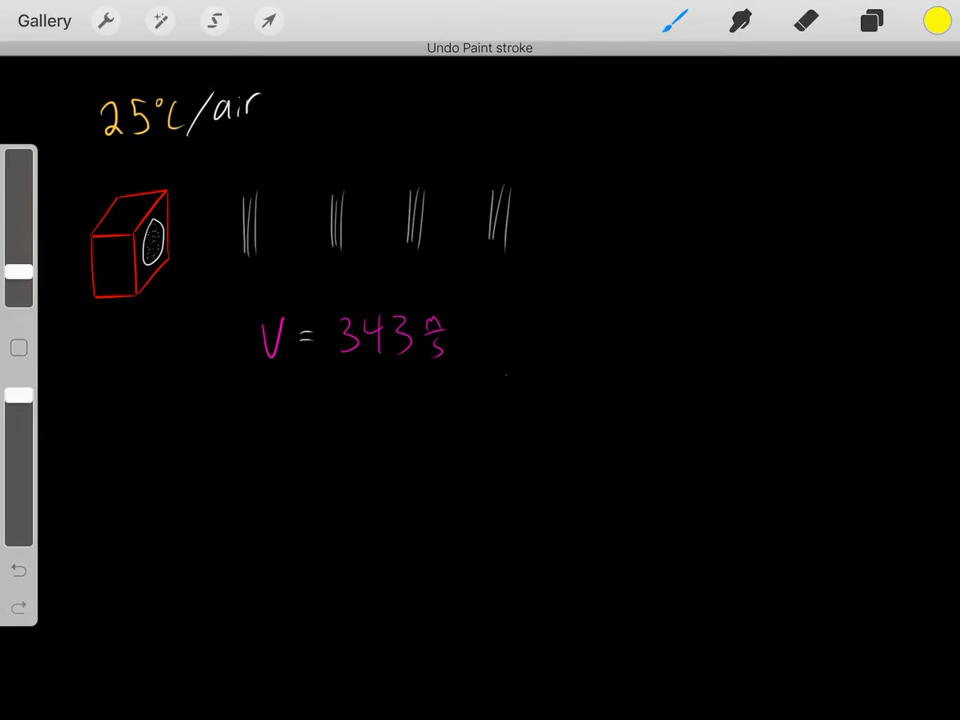 Gallery
Undo Paint stroke
25°C/air
V = 343 m/s